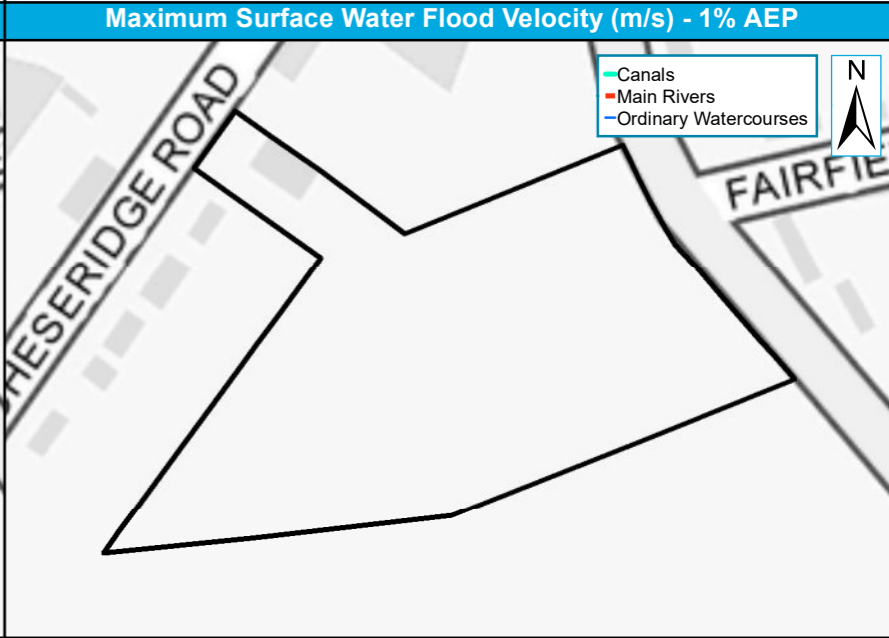 Maximum Surface Water Flood Velocity (m/s) - 1% AEP
Canals
Main Rivers
Ordinary Watercourses
N
HESERIDGE ROAD
FAIRFIE